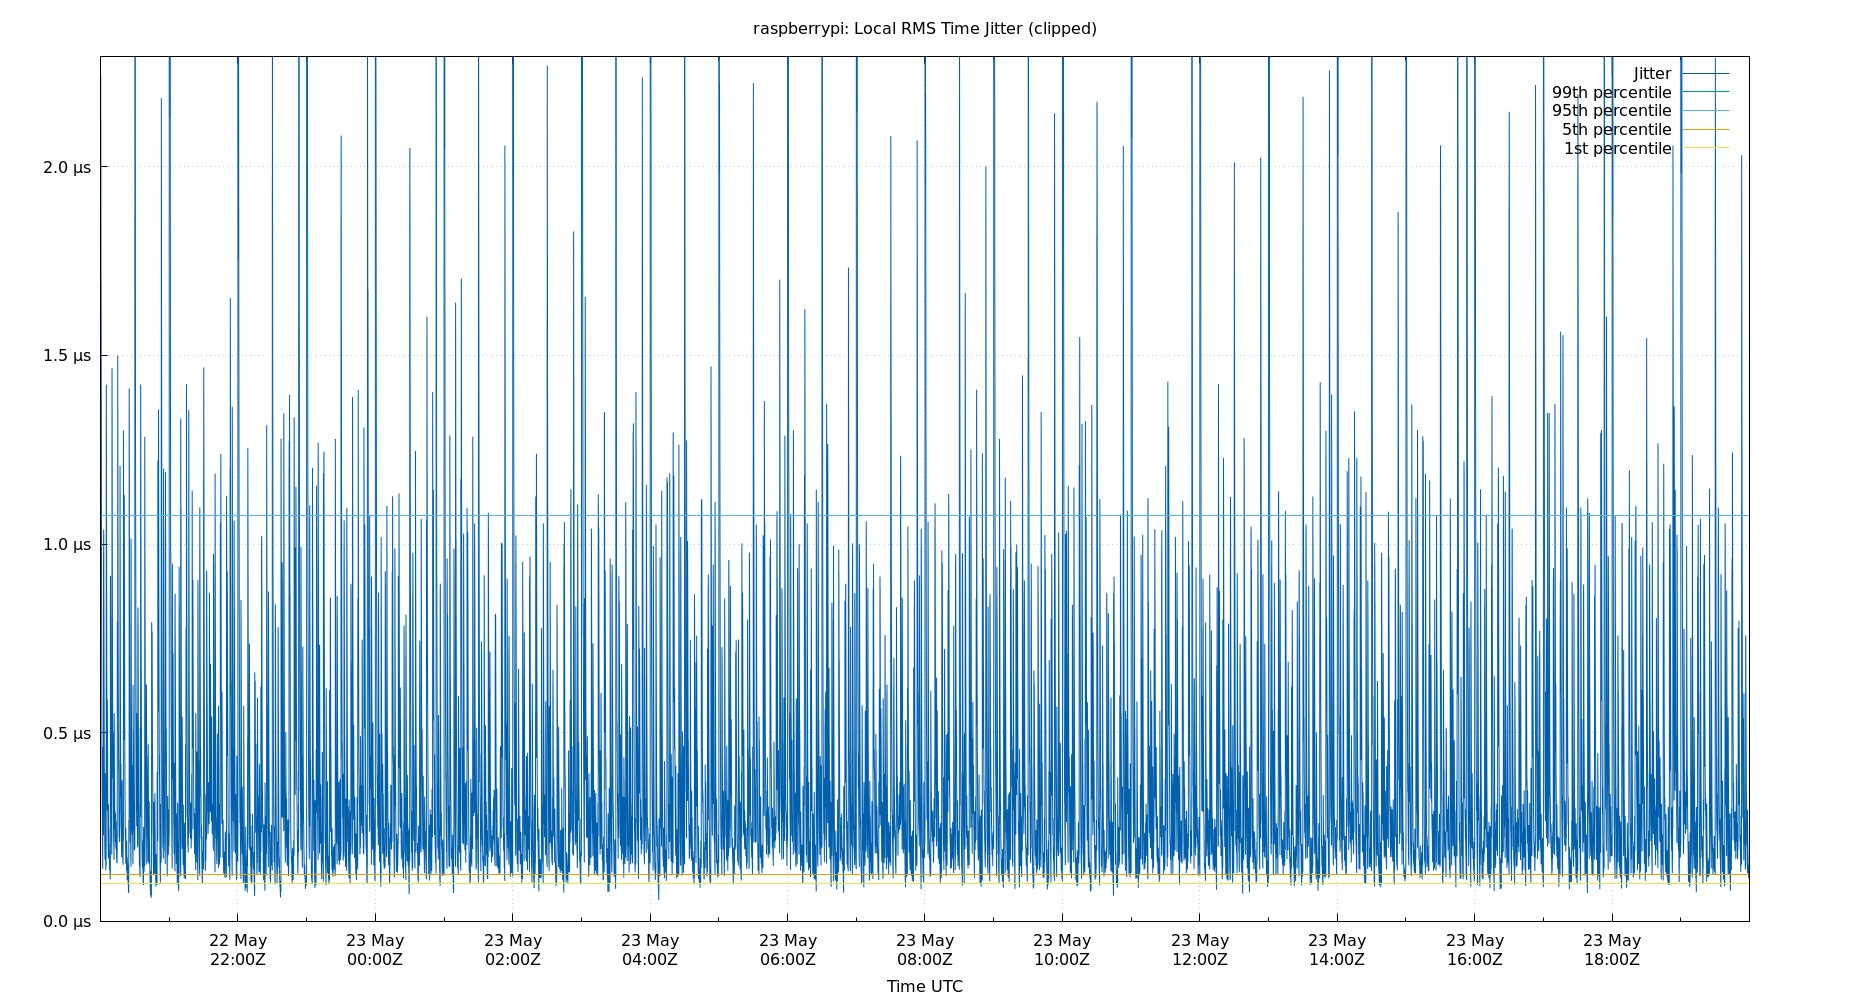 raspberrypi: Local RMS Time Jitter (clipped)
Jitter
99th percentile
95th percentile
5th percentile
1st percentile
2.0 µs
1.5 µs
1.0 µs
0.5 µs
0.0 µs
22 May 23 May 23 May 23 May 23 May 23 May 23 May 23 May 23 May 23 May 23 May
22:00Z 00:00Z 02:00Z 04:00Z 06:00Z 08:00Z 10:00Z 12:00Z 14:00Z 16:00Z 18:00Z
Time UTC